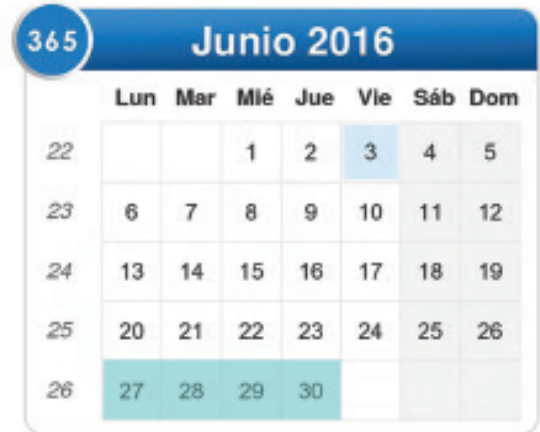 365
Junio 2016
Lun Mar Mié Jue Vie Sáb Dom
22 1 2 3 4 5
23 6 7 8 9 10 11 12
24 13 14 15 16 17 18 19
25 20 21 22 23 24 25 26
26 27 28 29 30